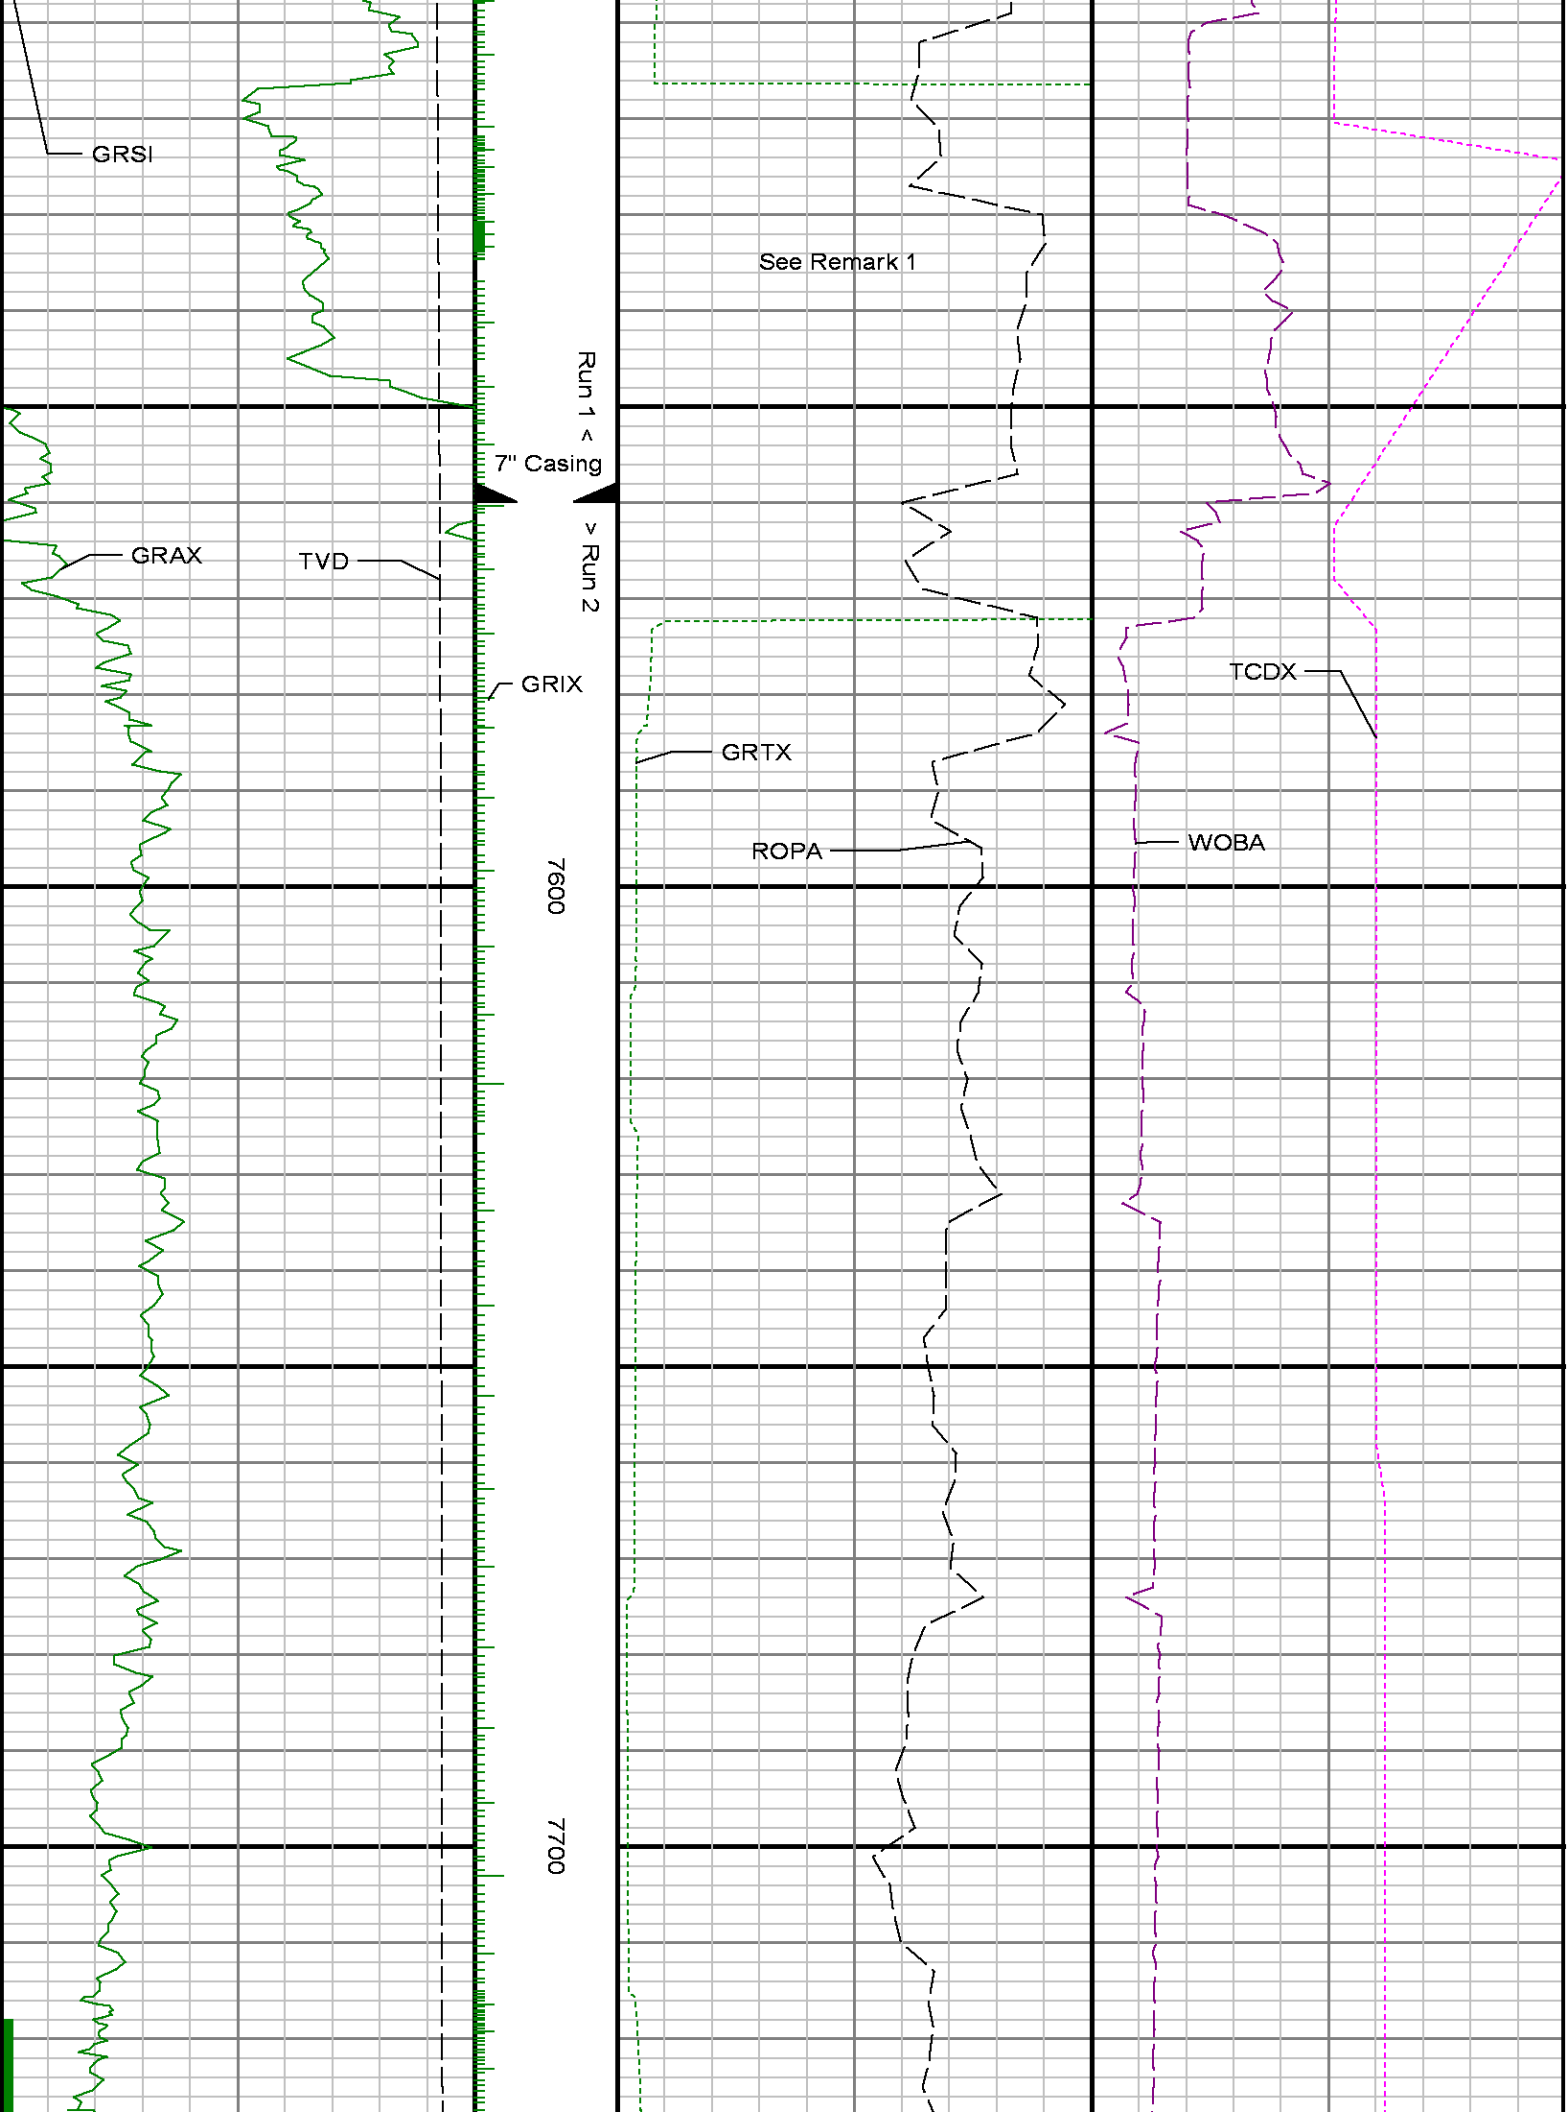 GRSI
See Remark 1
Run 1 <
7" Casing
> Run 2
GRAX
TVD
GRIX
TCDX
GRTX
ROPA
WOBA
7600
7700